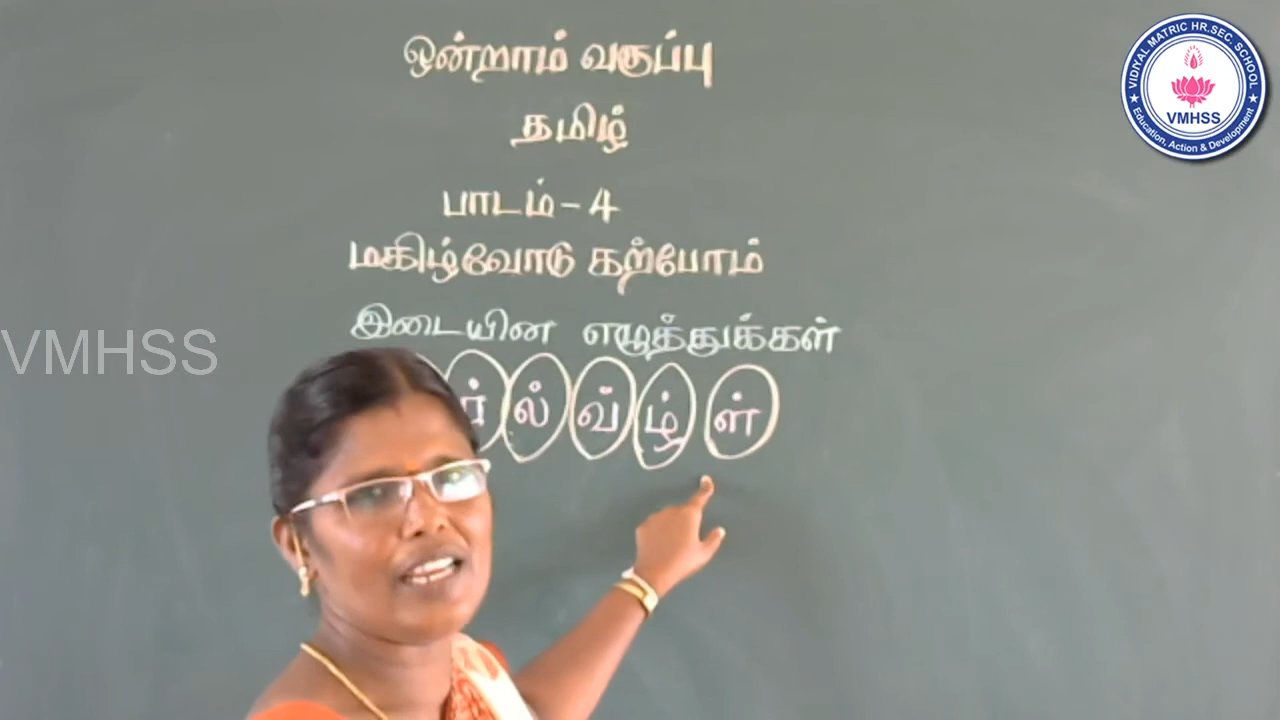 ஒன்றாம் வகுப்பு
தமிழ்
பாடம் - 4
மகிழ்வோடு கற்போம்
இடையின எழுத்துக்கள்
ர் ல் வ் ழ் ள்
VMHSS
VIDIYAL MATRIC HR.SEC. SCHOOL
VMHSS
Education, Action & Development